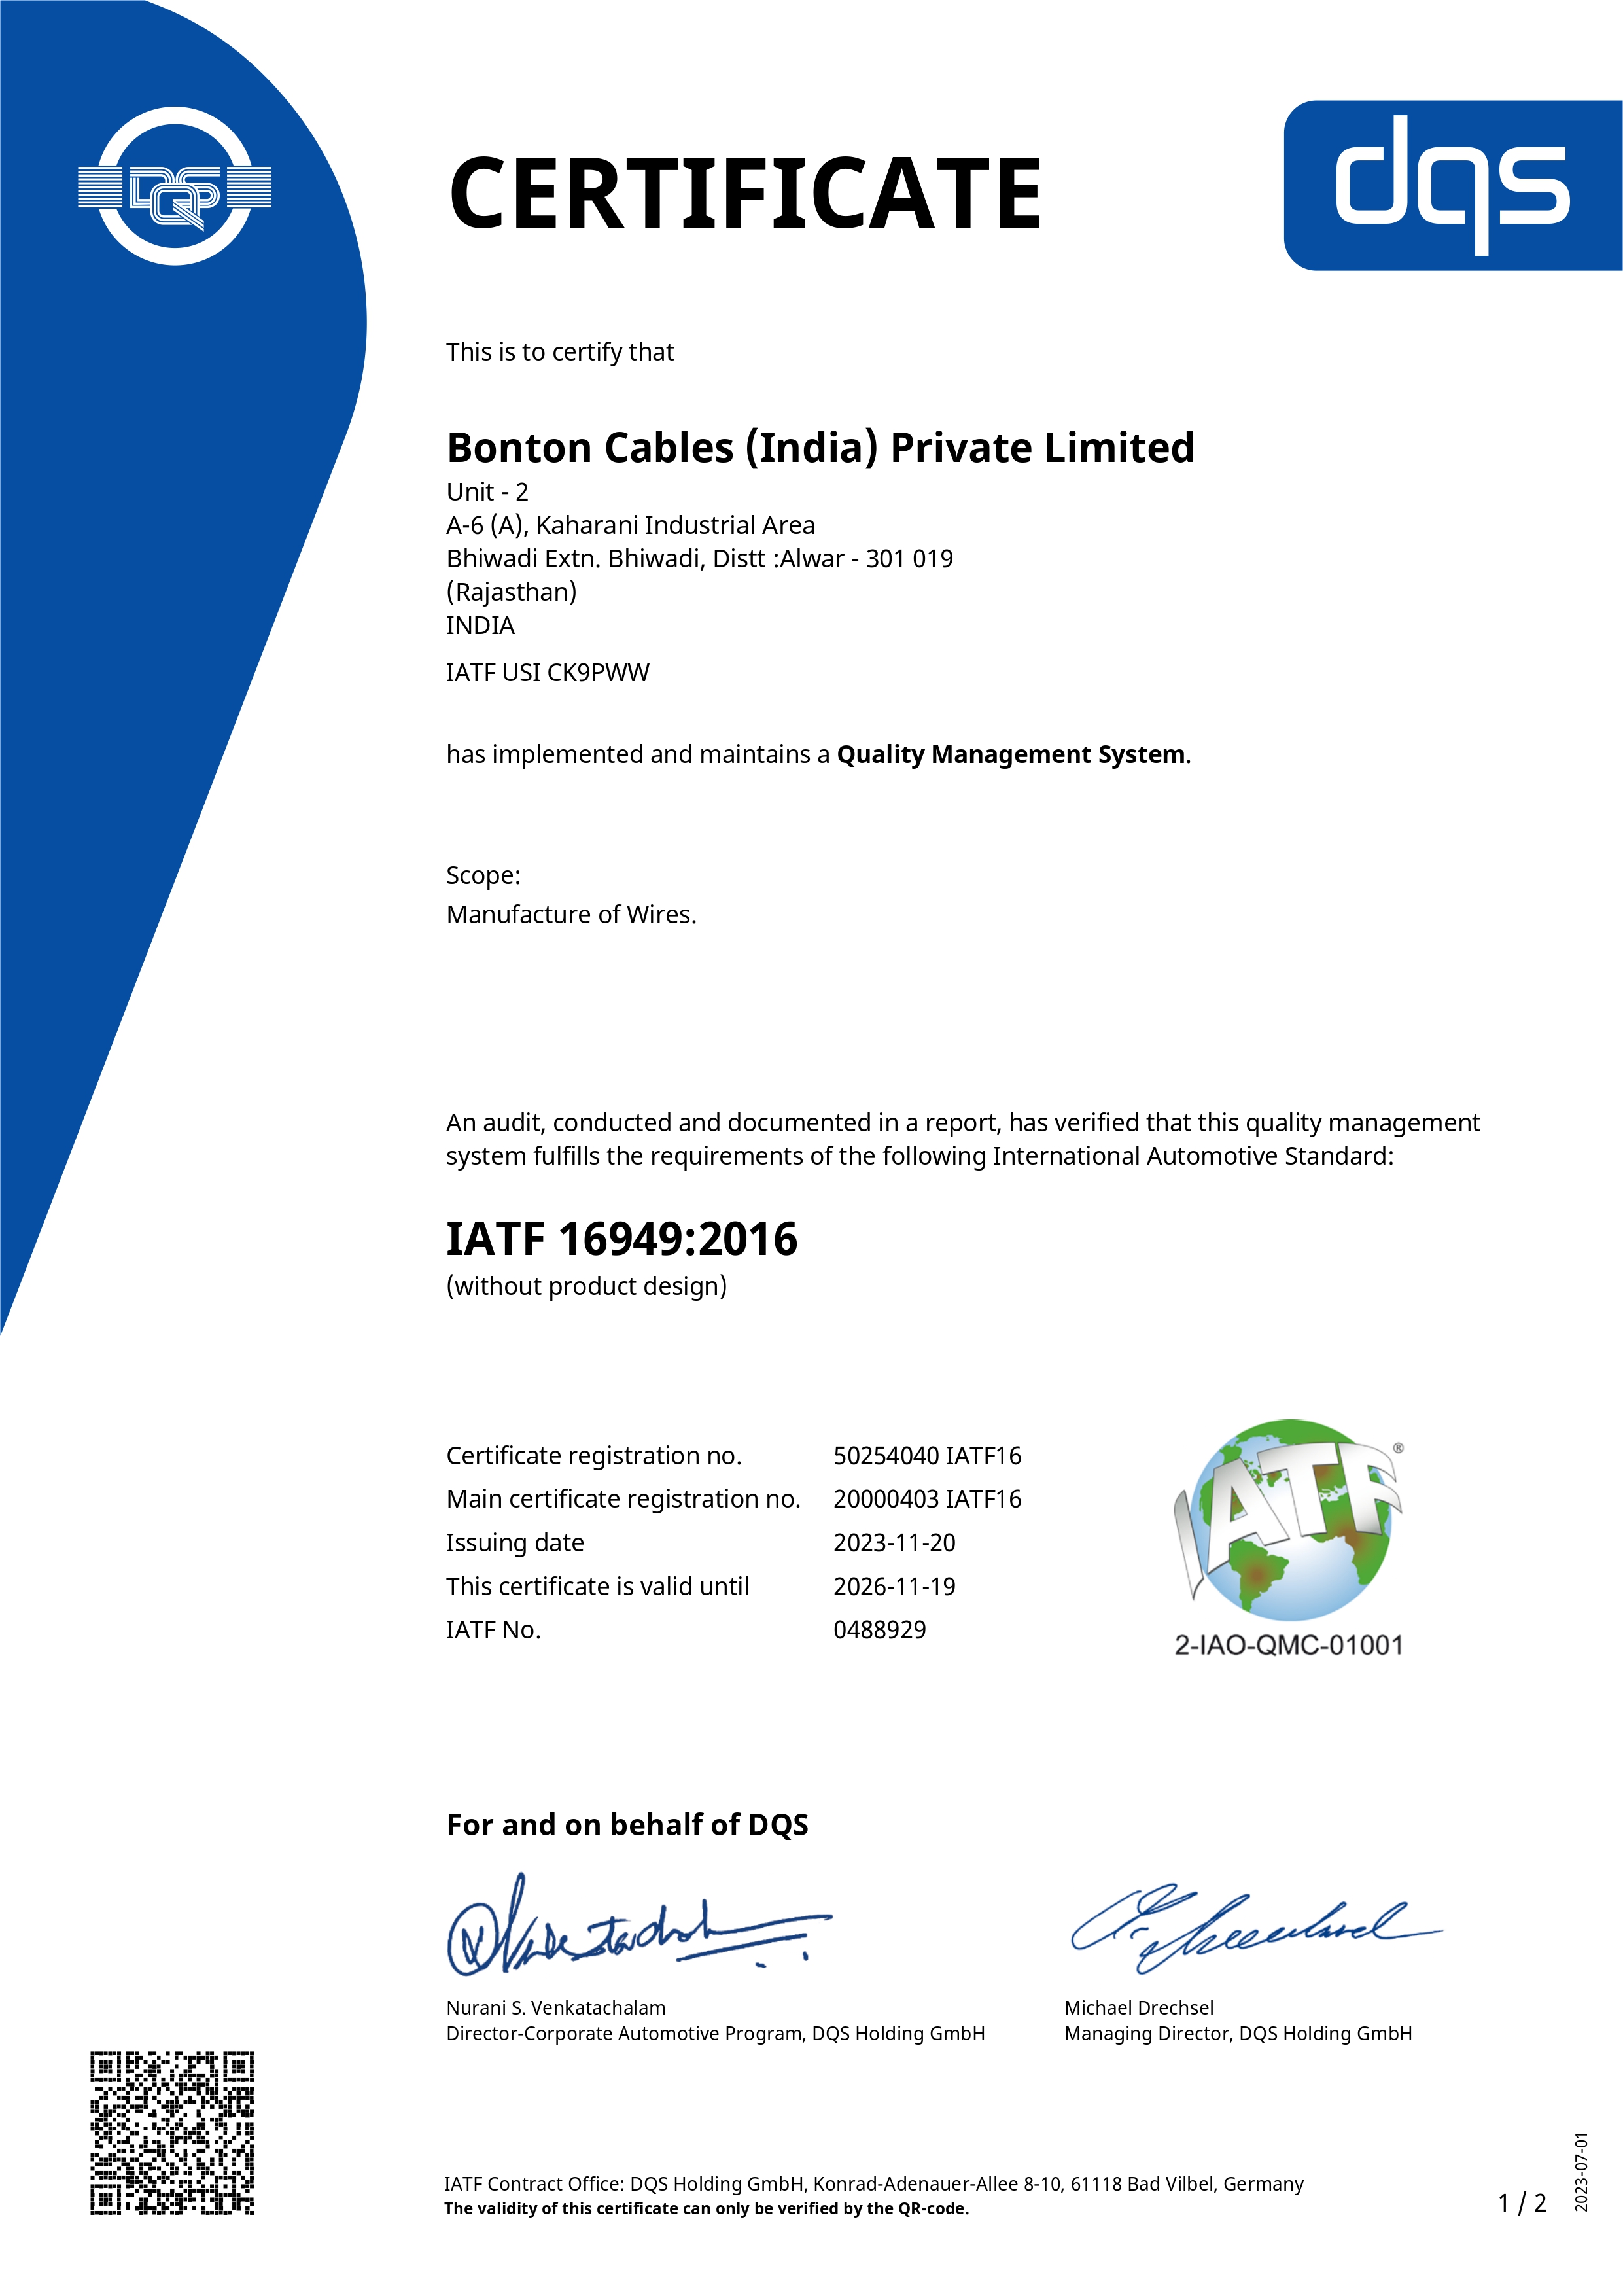 DQS
CERTIFICATE
dqs
This is to certify that
Bonton Cables (India) Private Limited
Unit - 2
A-6 (A), Kaharani Industrial Area
Bhiwadi Extn. Bhiwadi, Distt :Alwar - 301 019
(Rajasthan)
INDIA
IATF USI CK9PWW
has implemented and maintains a Quality Management System.
Scope:
Manufacture of Wires.
An audit, conducted and documented in a report, has verified that this quality management
system fulfills the requirements of the following International Automotive Standard:
IATF 16949:2016
(without product design)
Certificate registration no. 50254040 IATF16
Main certificate registration no. 20000403 IATF16
Issuing date 2023-11-20
This certificate is valid until 2026-11-19
IATF No. 0488929
IATF®
2-IAO-QMC-01001
For and on behalf of DQS
Nurani S. Venkatachalam
Director-Corporate Automotive Program, DQS Holding GmbH
Michael Drechsel
Managing Director, DQS Holding GmbH
IATF Contract Office: DQS Holding GmbH, Konrad-Adenauer-Allee 8-10, 61118 Bad Vilbel, Germany
The validity of this certificate can only be verified by the QR-code.
1 / 2
2023-07-01